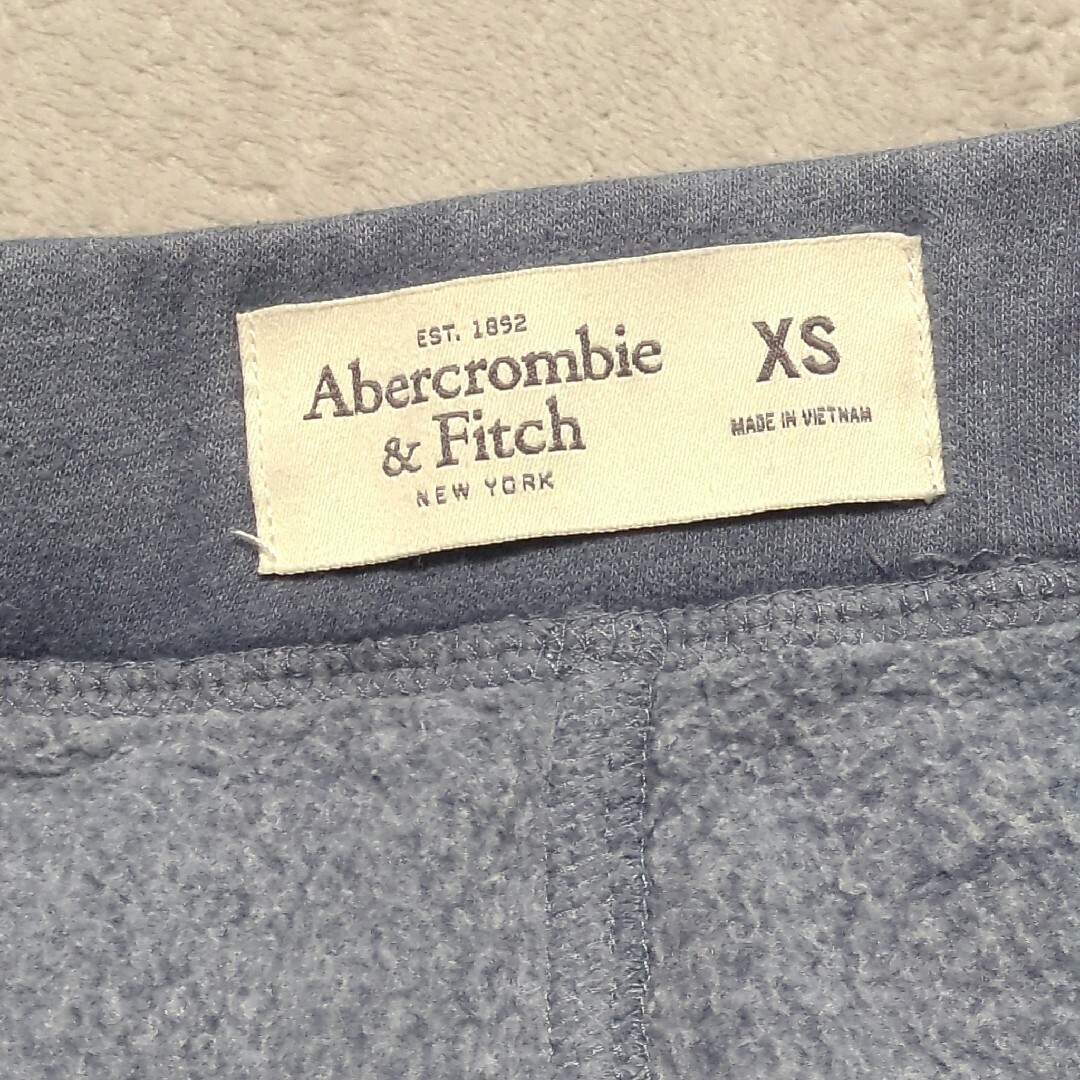 EST. 1892
Abercrombie
& Fitch
NEW YORK
XS
MADE IN VIETNAM